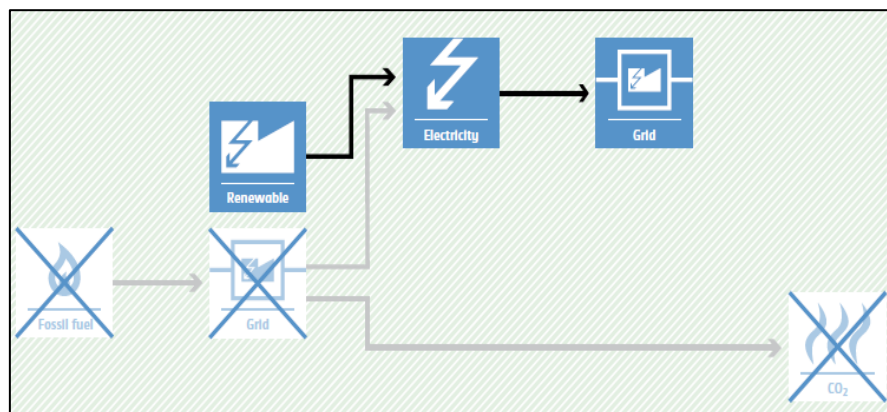 Electricity
Grid
Renewable
Fossil fuel
Grid
CO₂